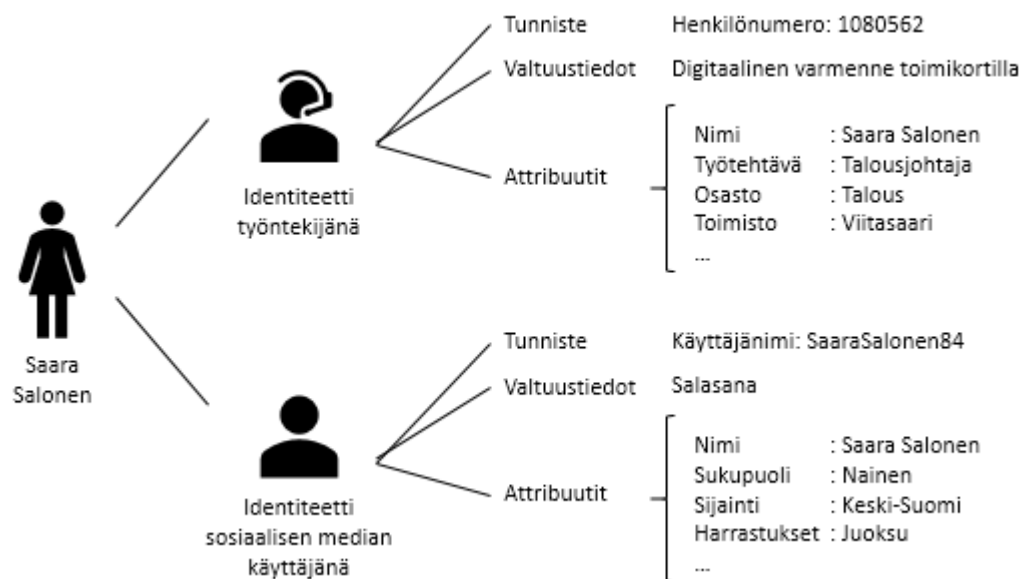 Tunniste Henkilönumero: 1080562
Valtuustiedot Digitaalinen varmenne toimikortilla
Attribuutit
Nimi : Saara Salonen
Työtehtävä : Talousjohtaja
Osasto : Talous
Toimisto : Viitasaari
...
Identiteetti
työntekijänä
Saara
Salonen
Tunniste Käyttäjänimi: SaaraSalonen84
Valtuustiedot Salasana
Attribuutit
Nimi : Saara Salonen
Sukupuoli : Nainen
Sijainti : Keski-Suomi
Harrastukset : Juoksu
...
Identiteetti
sosiaalisen median
käyttäjänä